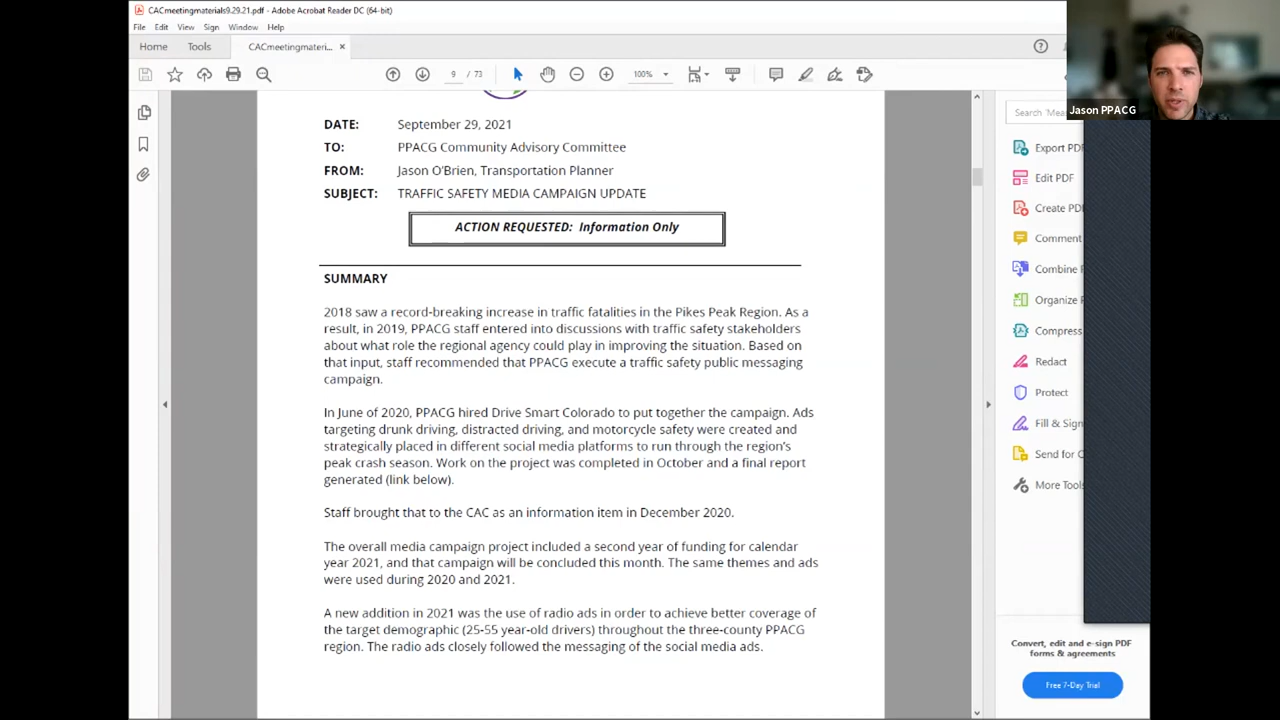 CACmeetingmaterials9.29.21.pdf - Adobe Acrobat Reader DC (64-bit)
File Edit View Sign Window Help
Home Tools CACmeetingmateri... ×
9 / 73 100%
Jason PPACG
Search 'Mea
DATE: September 29, 2021
TO: PPACG Community Advisory Committee
FROM: Jason O'Brien, Transportation Planner
SUBJECT: TRAFFIC SAFETY MEDIA CAMPAIGN UPDATE
ACTION REQUESTED: Information Only
SUMMARY
2018 saw a record-breaking increase in traffic fatalities in the Pikes Peak Region. As a
result, in 2019, PPACG staff entered into discussions with traffic safety stakeholders
about what role the regional agency could play in improving the situation. Based on
that input, staff recommended that PPACG execute a traffic safety public messaging
campaign.
In June of 2020, PPACG hired Drive Smart Colorado to put together the campaign. Ads
targeting drunk driving, distracted driving, and motorcycle safety were created and
strategically placed in different social media platforms to run through the region's
peak crash season. Work on the project was completed in October and a final report
generated (link below).
Staff brought that to the CAC as an information item in December 2020.
The overall media campaign project included a second year of funding for calendar
year 2021, and that campaign will be concluded this month. The same themes and ads
were used during 2020 and 2021.
A new addition in 2021 was the use of radio ads in order to achieve better coverage of
the target demographic (25-55 year-old drivers) throughout the three-county PPACG
region. The radio ads closely followed the messaging of the social media ads.
Export PDF
Edit PDF
Create PDF
Comment
Combine F
Organize F
Compress
Redact
Protect
Fill & Sign
Send for C
More Tools
Convert, edit and e-sign PDF
forms & agreements
Free 7-Day Trial